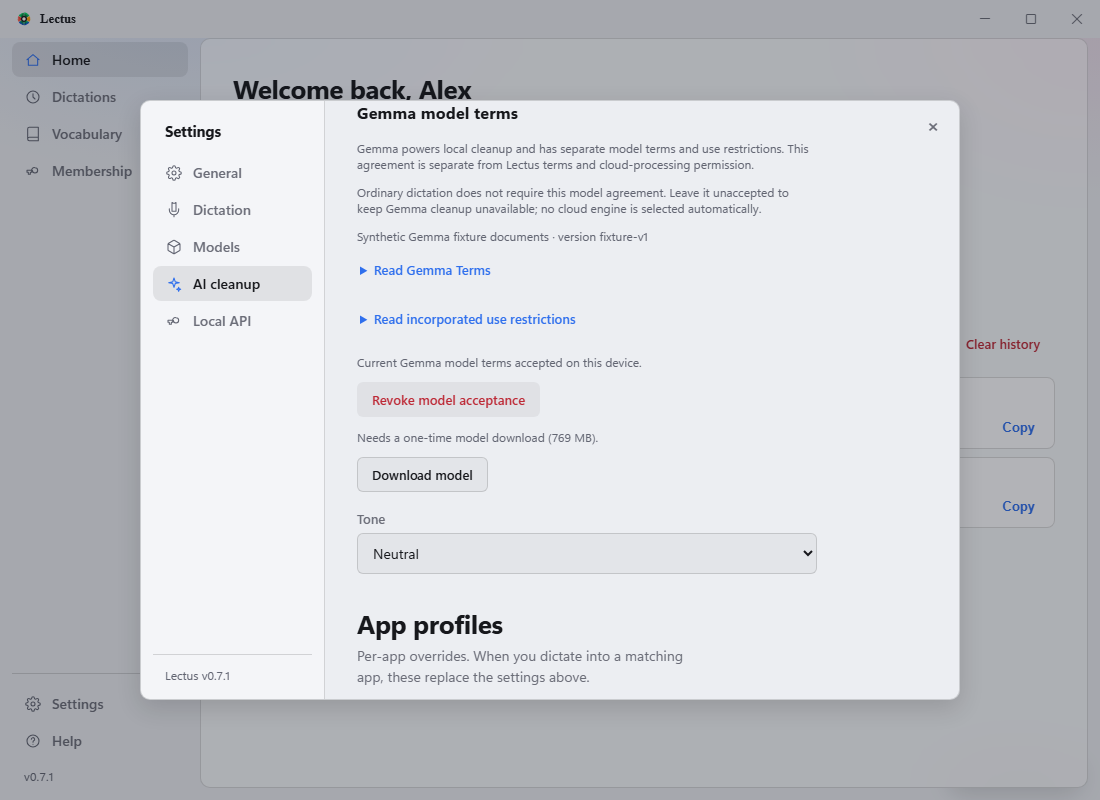 Lectus
Home
Dictations
Vocabulary
Membership
Settings
Help
v0.7.1
Welcome back, Alex
Clear history
Copy
Copy
Settings
General
Dictation
Models
AI cleanup
Local API
Lectus v0.7.1
Gemma model terms
Gemma powers local cleanup and has separate model terms and use restrictions. This
agreement is separate from Lectus terms and cloud-processing permission.
Ordinary dictation does not require this model agreement. Leave it unaccepted to
keep Gemma cleanup unavailable; no cloud engine is selected automatically.
Synthetic Gemma fixture documents · version fixture-v1
Read Gemma Terms
Read incorporated use restrictions
Current Gemma model terms accepted on this device.
Revoke model acceptance
Needs a one-time model download (769 MB).
Download model
Tone
Neutral
App profiles
Per-app overrides. When you dictate into a matching
app, these replace the settings above.